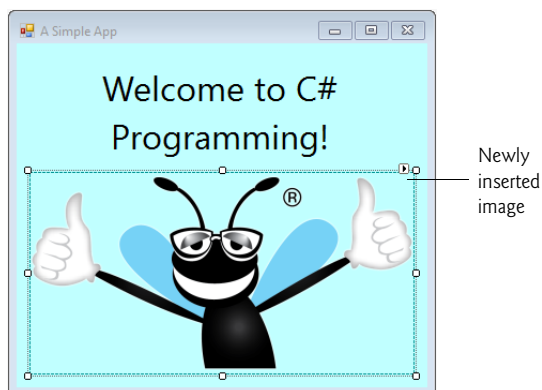 A Simple App
Welcome to C#
Programming!
®
Newly
inserted
image